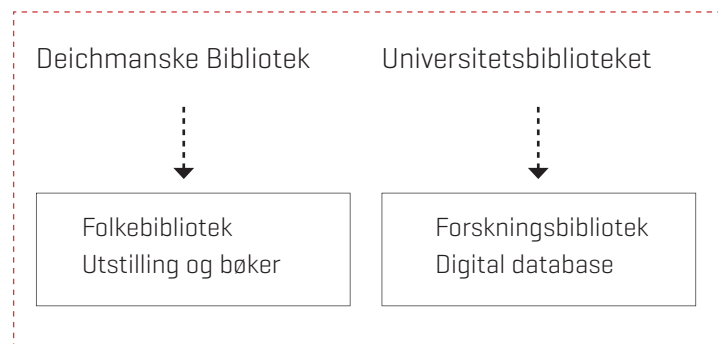 Deichmanske Bibliotek
Universitetsbiblioteket
Folkebibliotek
Utstilling og bøker
Forskningsbibliotek
Digital database